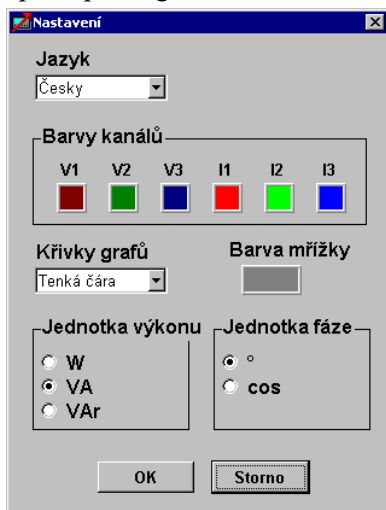 Nastavení
Jazyk
Česky
Barvy kanálů
V1 V2 V3 I1 I2 I3
Křivky grafů Barva mřížky
Tenká čára
Jednotka výkonu Jednotka fáze
W °
VA cos
VAr
OK Storno